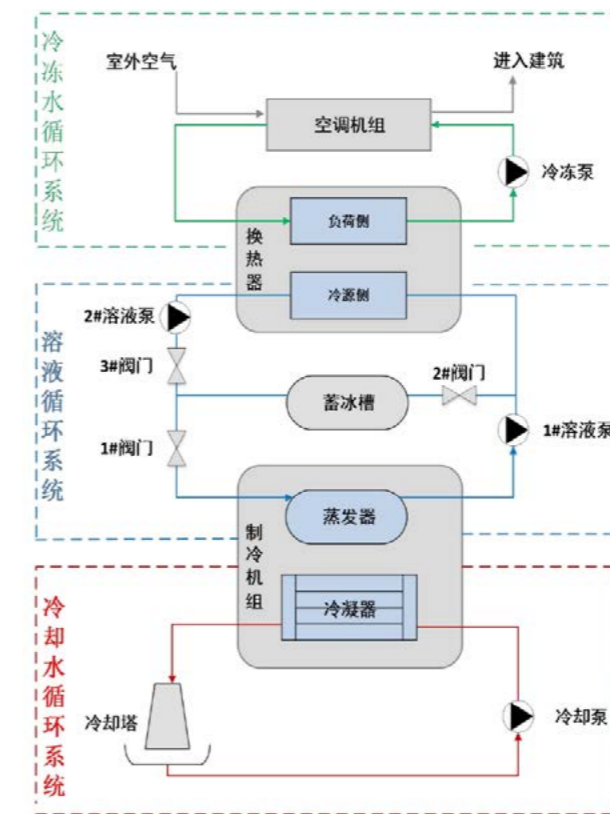 冷冻水循环系统
室外空气
进入建筑
空调机组
冷冻泵
负荷侧
换热器
冷源侧
溶液循环系统
2#溶液泵
3#阀门
2#阀门
蓄冰槽
1#阀门
1#溶液泵
蒸发器
制冷机组
冷凝器
冷却水循环系统
冷却塔
冷却泵